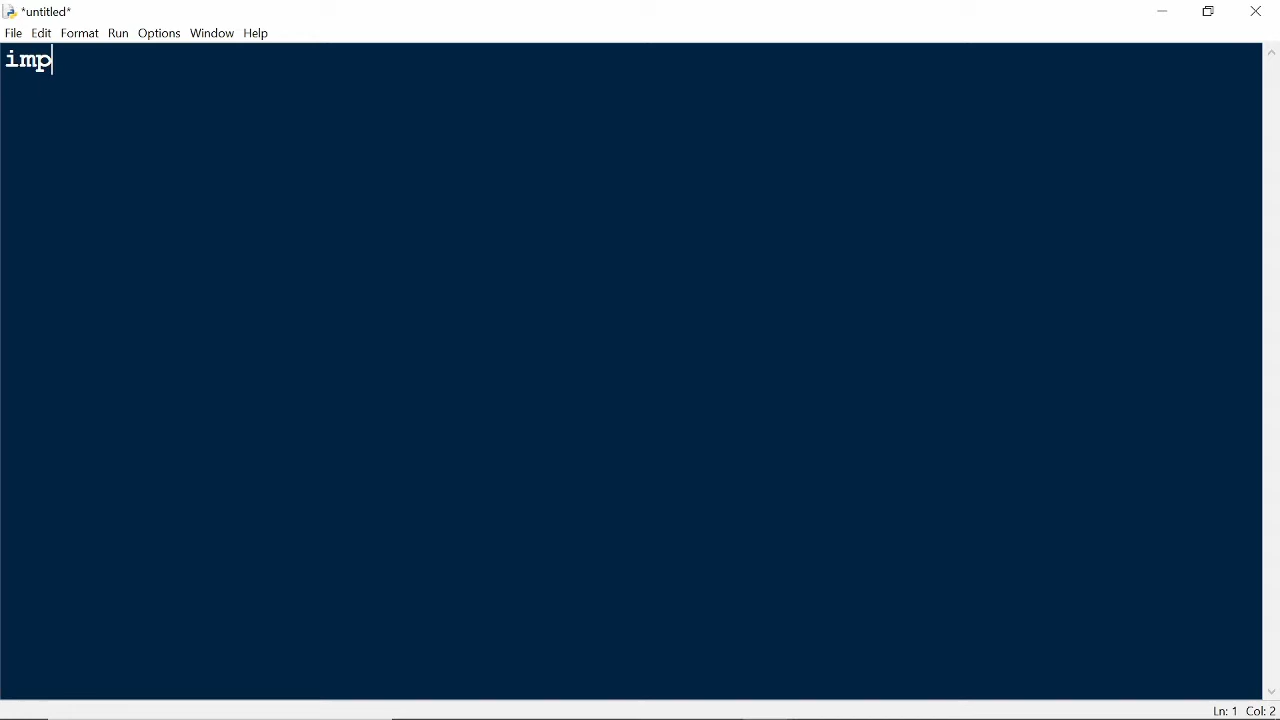 *untitled*
File Edit Format Run Options Window Help
imp
Ln: 1 Col: 2